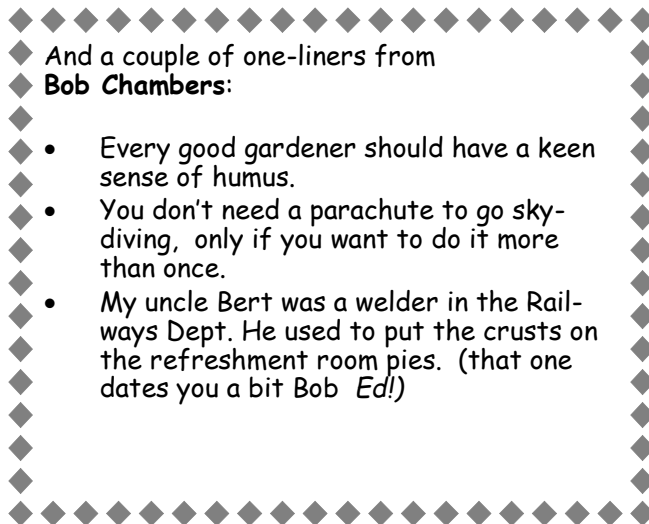 And a couple of one-liners from
Bob Chambers:
• Every good gardener should have a keen
sense of humus.
• You don't need a parachute to go sky-
diving, only if you want to do it more
than once.
• My uncle Bert was a welder in the Rail-
ways Dept. He used to put the crusts on
the refreshment room pies. (that one
dates you a bit Bob Ed!)